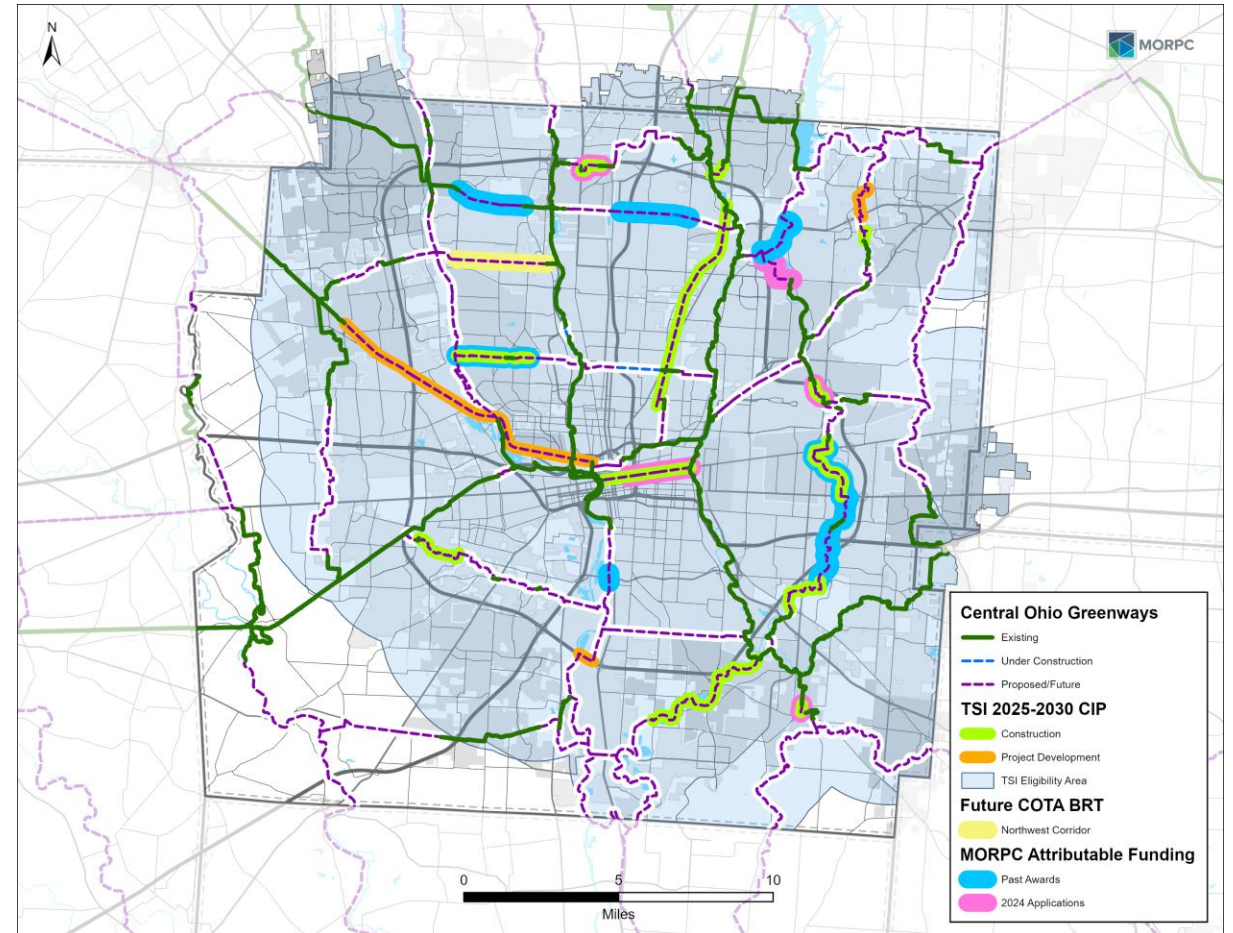 N
MORPC
Central Ohio Greenways
Existing
Under Construction
Proposed/Future
TSI 2025-2030 CIP
Construction
Project Development
TSI Eligibility Area
Future COTA BRT
Northwest Corridor
MORPC Attributable Funding
Past Awards
2024 Applications
0 5 10
Miles